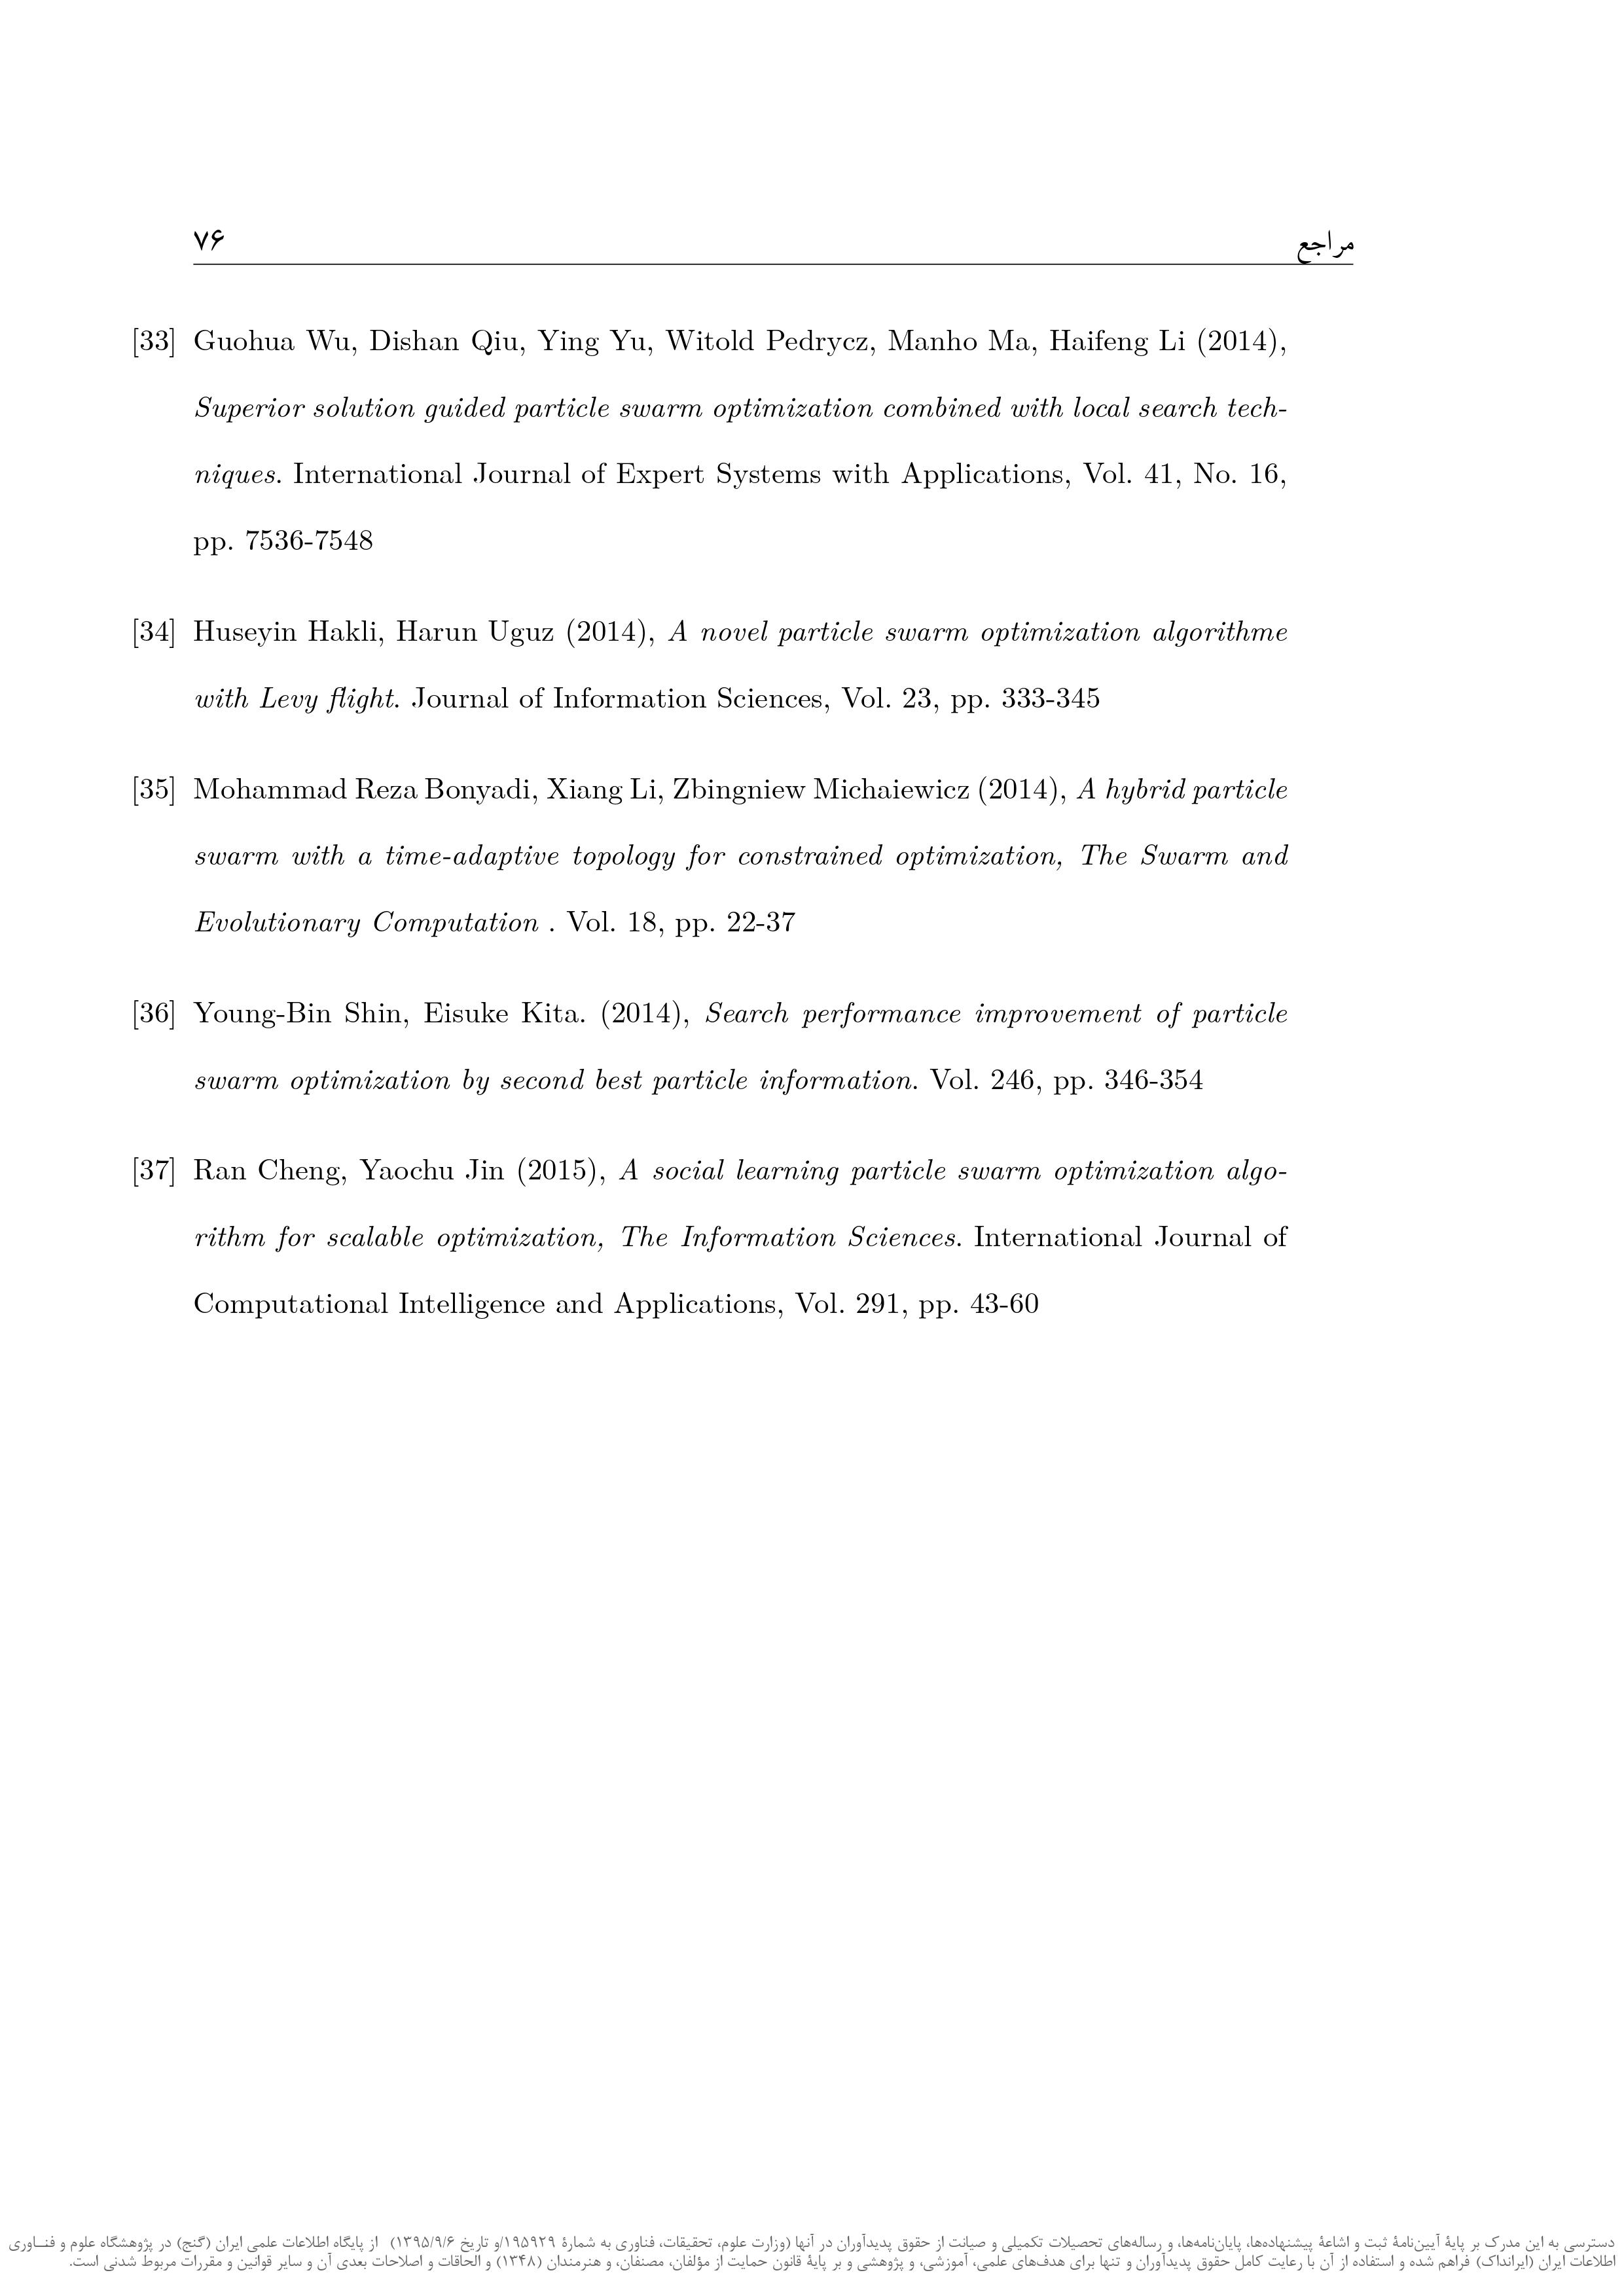 مراجع ۷۶
[33] Guohua Wu, Dishan Qiu, Ying Yu, Witold Pedrycz, Manho Ma, Haifeng Li (2014),
Superior solution guided particle swarm optimization combined with local search tech-
niques. International Journal of Expert Systems with Applications, Vol. 41, No. 16,
pp. 7536-7548
[34] Huseyin Hakli, Harun Uguz (2014), A novel particle swarm optimization algorithme
with Levy flight. Journal of Information Sciences, Vol. 23, pp. 333-345
[35] Mohammad Reza Bonyadi, Xiang Li, Zbingniew Michaiewicz (2014), A hybrid particle
swarm with a time-adaptive topology for constrained optimization, The Swarm and
Evolutionary Computation . Vol. 18, pp. 22-37
[36] Young-Bin Shin, Eisuke Kita. (2014), Search performance improvement of particle
swarm optimization by second best particle information. Vol. 246, pp. 346-354
[37] Ran Cheng, Yaochu Jin (2015), A social learning particle swarm optimization algo-
rithm for scalable optimization, The Information Sciences. International Journal of
Computational Intelligence and Applications, Vol. 291, pp. 43-60
دسترسی به این مدرک بر پایۀ آیین‌نامۀ ثبت و اشاعۀ پیشنهاده‌ها، پایان‌نامه‌ها، و رساله‌های تحصیلات تکمیلی و صیانت از حقوق پدیدآوران در آنها (وزارت علوم، تحقیقات، فناوری به شمارۀ ۱۹۵۹۲۹/و تاریخ ۱۳۹۵/۹/۶) از پایگاه اطلاعات علمی ایران (گنج) در پژوهشگاه علوم و فنـاوری
اطلاعات ایران (ایرانداک) فراهم شده و استفاده از آن با رعایت کامل حقوق پدیدآوران و تنها برای هدف‌های علمی، آموزشی، و پژوهشی و بر پایۀ قانون حمایت از مؤلفان، مصنفان، و هنرمندان (۱۳۴۸) و الحاقات و اصلاحات بعدی آن و سایر قوانین و مقررات مربوط شدنی است.